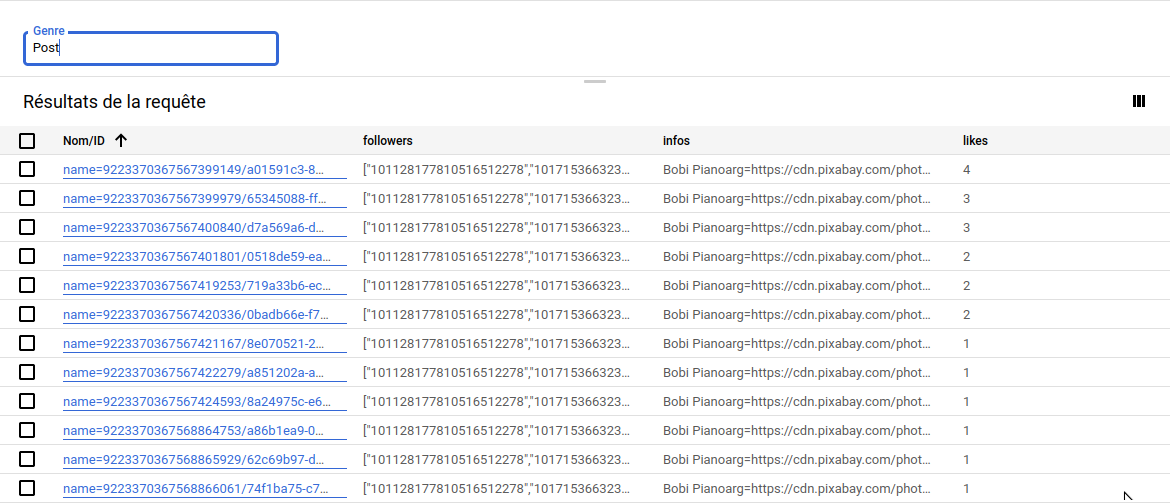 Genre
Post
Résultats de la requête
Nom/ID followers infos likes
name=9223370367567399149/a01591c3-8... ["101128177810516512278","101715366323... Bobi Pianoarg=https://cdn.pixabay.com/phot... 4
name=9223370367567399979/65345088-ff... ["101128177810516512278","101715366323... Bobi Pianoarg=https://cdn.pixabay.com/phot... 3
name=9223370367567400840/d7a569a6-d... ["101128177810516512278","101715366323... Bobi Pianoarg=https://cdn.pixabay.com/phot... 3
name=9223370367567401801/0518de59-ea... ["101128177810516512278","101715366323... Bobi Pianoarg=https://cdn.pixabay.com/phot... 2
name=9223370367567419253/719a33b6-ec... ["101128177810516512278","101715366323... Bobi Pianoarg=https://cdn.pixabay.com/phot... 2
name=9223370367567420336/0badb66e-f7... ["101128177810516512278","101715366323... Bobi Pianoarg=https://cdn.pixabay.com/phot... 2
name=9223370367567421167/8e070521-2... ["101128177810516512278","101715366323... Bobi Pianoarg=https://cdn.pixabay.com/phot... 1
name=9223370367567422279/a851202a-a... ["101128177810516512278","101715366323... Bobi Pianoarg=https://cdn.pixabay.com/phot... 1
name=9223370367567424593/8a24975c-e6... ["101128177810516512278","101715366323... Bobi Pianoarg=https://cdn.pixabay.com/phot... 1
name=9223370367568864753/a86b1ea9-0... ["101128177810516512278","101715366323... Bobi Pianoarg=https://cdn.pixabay.com/phot... 1
name=9223370367568865929/62c69b97-d... ["101128177810516512278","101715366323... Bobi Pianoarg=https://cdn.pixabay.com/phot... 1
name=9223370367568866061/74f1ba75-c7... ["101128177810516512278","101715366323... Bobi Pianoarg=https://cdn.pixabay.com/phot... 1